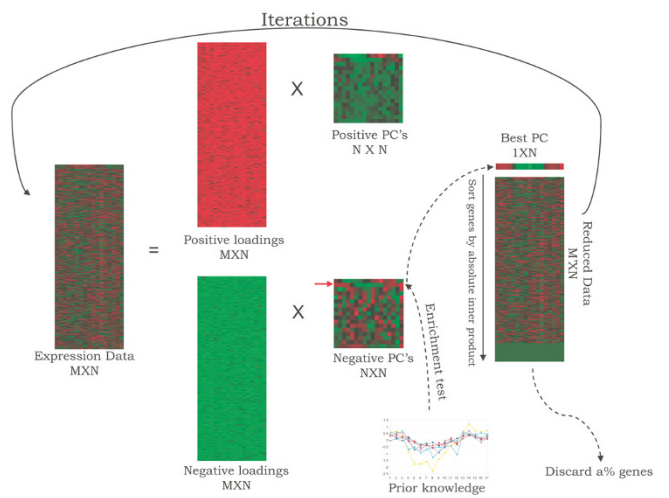 Iterations
X
Positive PC's
N X N
Best PC
1XN
Sort genes by absolute inner product
Reduced Data
M'XN
Positive loadings
MXN
=
Expression Data
MXN
X
Negative PC's
NXN
Enrichment test
Negative loadings
MXN
Prior knowledge
Discard a% genes